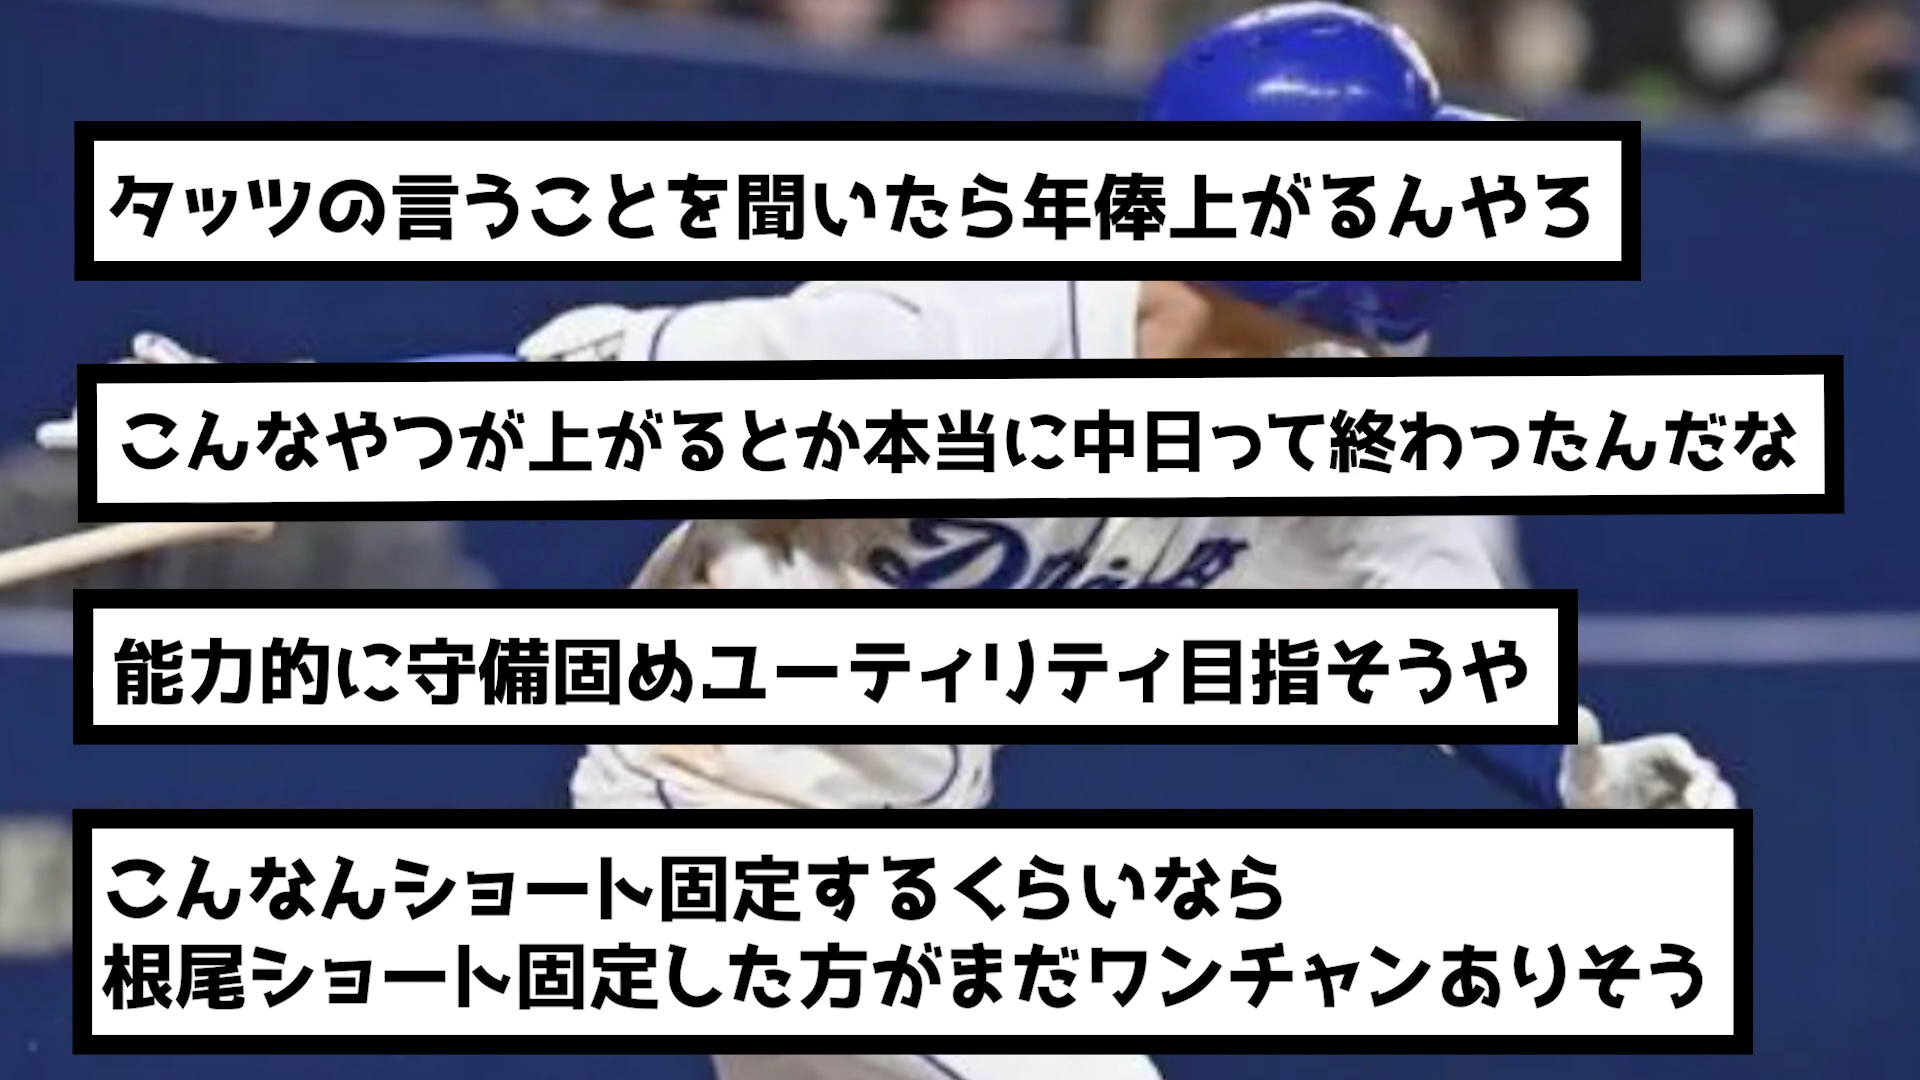 タッツの言うことを聞いたら年俸上がるんやろ
こんなやつが上がるとか本当に中日って終わったんだな
能力的に守備固めユーティリティ目指そうや
こんなんショート固定するくらいなら
根尾ショート固定した方がまだワンチャンありそう